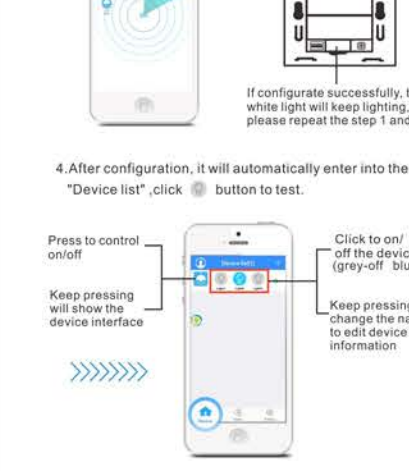 If configurate successfully, t
white light will keep lighting,
please repeat the step 1 and
4.After configuration, it will automatically enter into the
"Device list" ,click button to test.
Press to control
on/off
Keep pressing
will show the
device interface
Click to on/
off the devic
(grey-off blu
Keep pressing
change the na
to edit device
information
Device list(1)